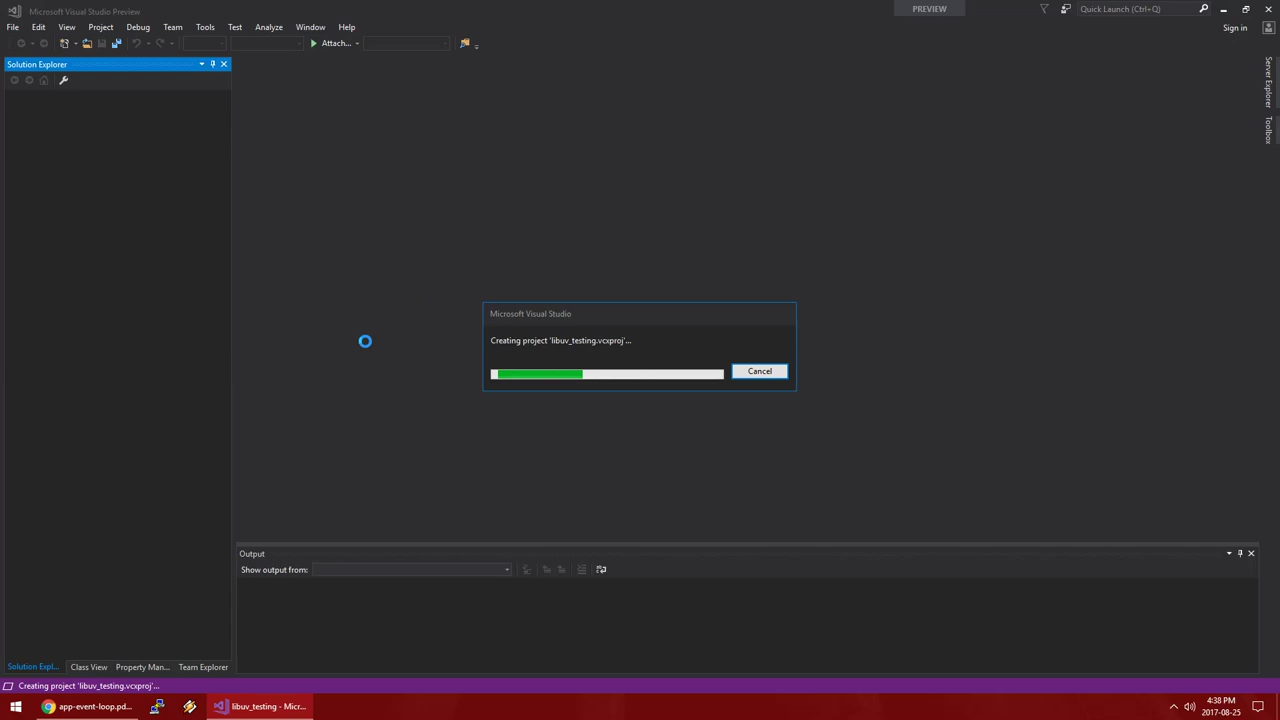 Microsoft Visual Studio Preview
PREVIEW
Quick Launch (Ctrl+Q)
File Edit View Project Debug Team Tools Test Analyze Window Help
Sign in
Attach...
Solution Explorer
Server Explorer
Toolbox
Microsoft Visual Studio
Creating project 'libuv_testing.vcxproj'...
Cancel
Output
Show output from:
Solution Expl... Class View Property Man... Team Explorer
Creating project 'libuv_testing.vcxproj'...
app-event-loop.pd...
libuv_testing - Micr...
4:38 PM
2017-08-25